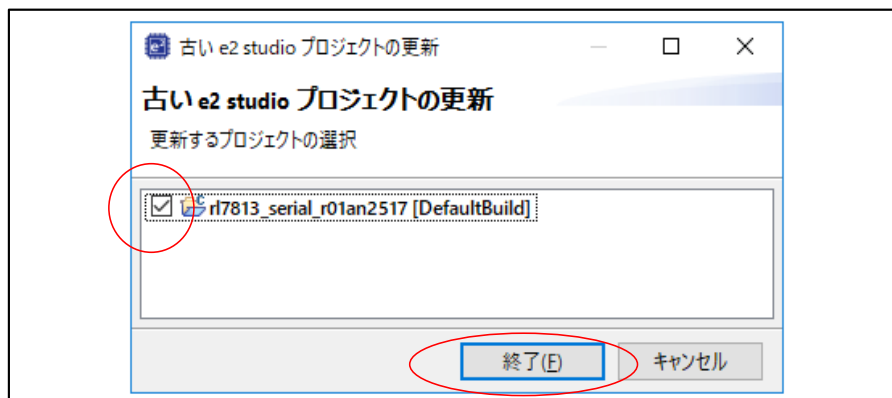 古い e2 studio プロジェクトの更新
古い e2 studio プロジェクトの更新
更新するプロジェクトの選択
rl7813_serial_r01an2517 [DefaultBuild]
終了(F)
キャンセル